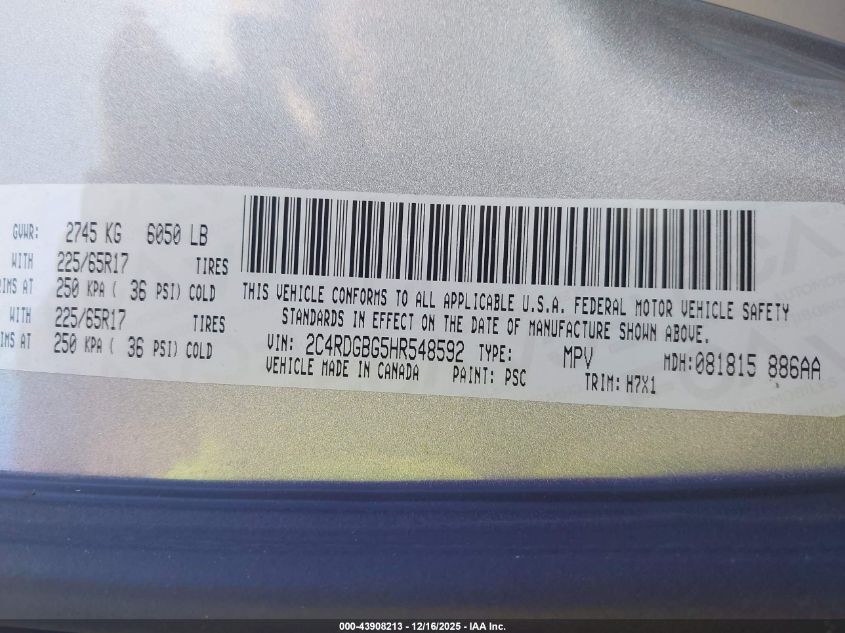 GVWR: 2745 KG 6050 LB
WITH 225/65R17 TIRES
RIMS AT 250 KPA ( 36 PSI) COLD
WITH 225/65R17 TIRES
IMS AT 250 KPA ( 36 PSI) COLD
THIS VEHICLE CONFORMS TO ALL APPLICABLE U.S.A. FEDERAL MOTOR VEHICLE SAFETY
STANDARDS IN EFFECT ON THE DATE OF MANUFACTURE SHOWN ABOVE.
VIN: 2C4RDGBG5HR548592 TYPE: MPV MDH:081815 886AA
VEHICLE MADE IN CANADA PAINT: PSC TRIM: H7X1
000-43908213 - 12/16/2025 - IAA Inc.